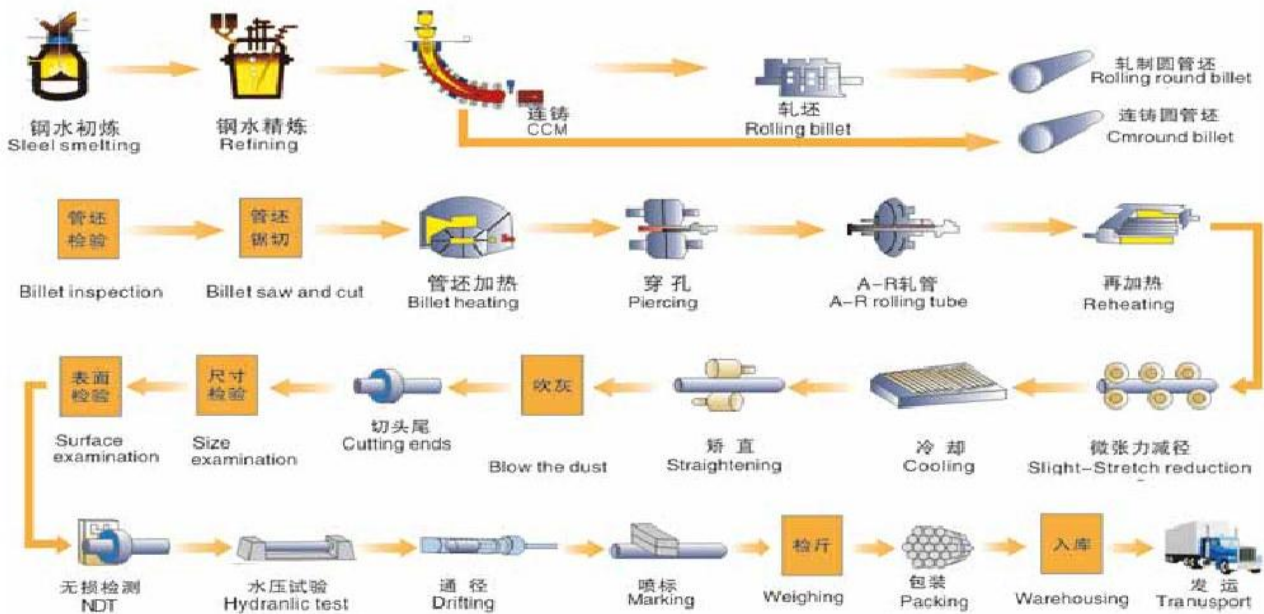 钢水初炼
Sleel smelting
钢水精炼
Refining
连铸
CCM
轧坯
Rolling billet
轧制圆管坯
Rolling round billet
连铸圆管坯
Cmround billet
管坯
检验
Billet inspection
管坯
锯切
Billet saw and cut
管坯加热
Billet heating
穿孔
Piercing
A-R轧管
A-R rolling tube
再加热
Reheating
表面
检验
Surface
examination
尺寸
检验
Size
examination
切头尾
Cutting ends
吹灰
Blow the dust
矫直
Straightening
冷却
Cooling
微张力减径
Slight-Stretch reduction
无损检测
NDT
水压试验
Hydranlic test
通径
Drifting
喷标
Marking
检斤
Weighing
包装
Packing
入库
Warehousing
发运
Tranusport